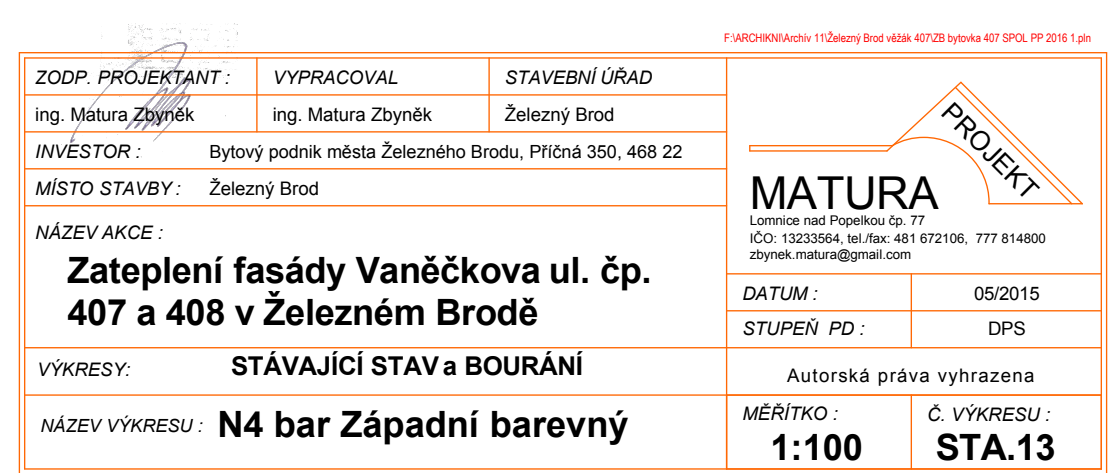 F:\ARCHIKNI\Archív 11\Železný Brod věžák 407\ZB bytovka 407 SPOL PP 2016 1.pln
ZODP. PROJEKTANT : VYPRACOVAL STAVEBNÍ ÚŘAD
ing. Matura Zbyněk ing. Matura Zbyněk Železný Brod
INVESTOR : Bytový podnik města Železného Brodu, Příčná 350, 468 22
MÍSTO STAVBY : Železný Brod
NÁZEV AKCE :
Zateplení fasády Vaněčkova ul. čp.
407 a 408 v Železném Brodě
VÝKRESY: STÁVAJÍCÍ STAV a BOURÁNÍ
NÁZEV VÝKRESU : N4 bar Západní barevný
PROJEKT
MATURA
Lomnice nad Popelkou čp. 77
IČO: 13233564, tel./fax: 481 672106, 777 814800
zbynek.matura@gmail.com
DATUM : 05/2015
STUPEŇ PD : DPS
Autorská práva vyhrazena
MĚŘÍTKO : Č. VÝKRESU :
1:100 STA.13